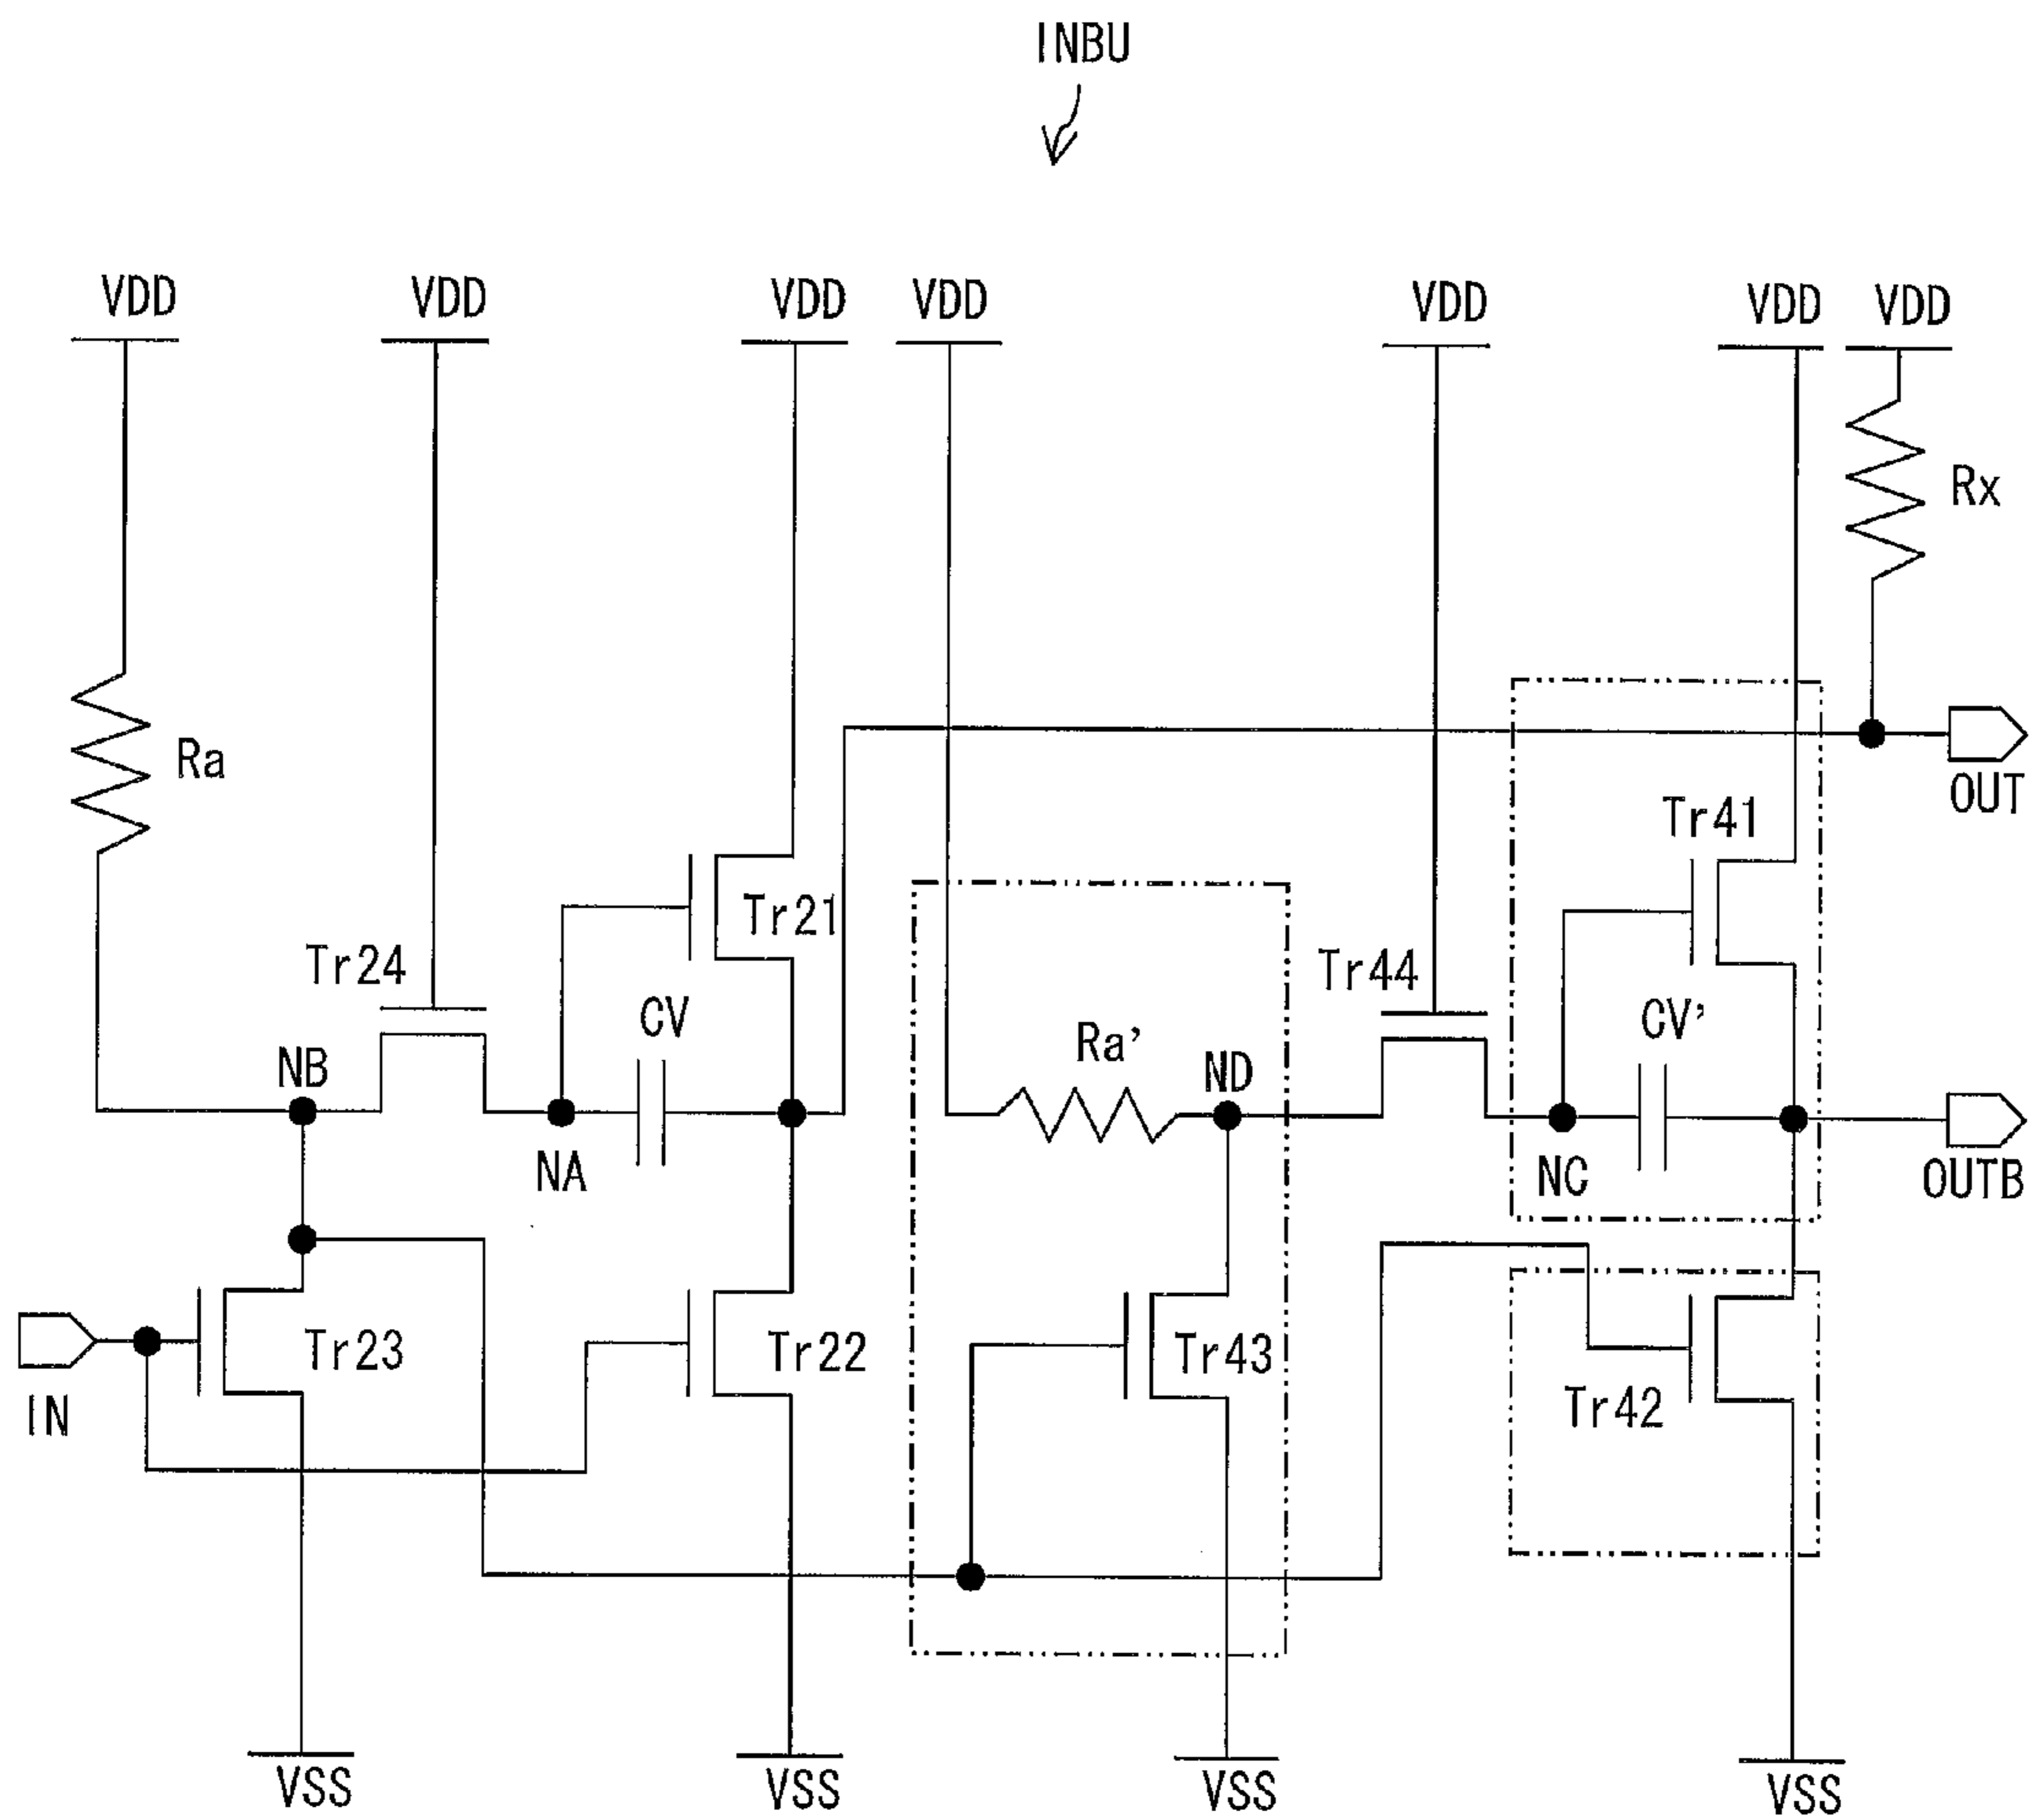 INBU
VDD VDD VDD VDD VDD VDD VDD
Rx
Ra
OUT
Tr41
Tr21
Tr24 Tr44
CV CV'
Ra'
NB ND
NA NC OUTB
Tr23 Tr22 Tr43
Tr42
IN
VSS VSS VSS VSS